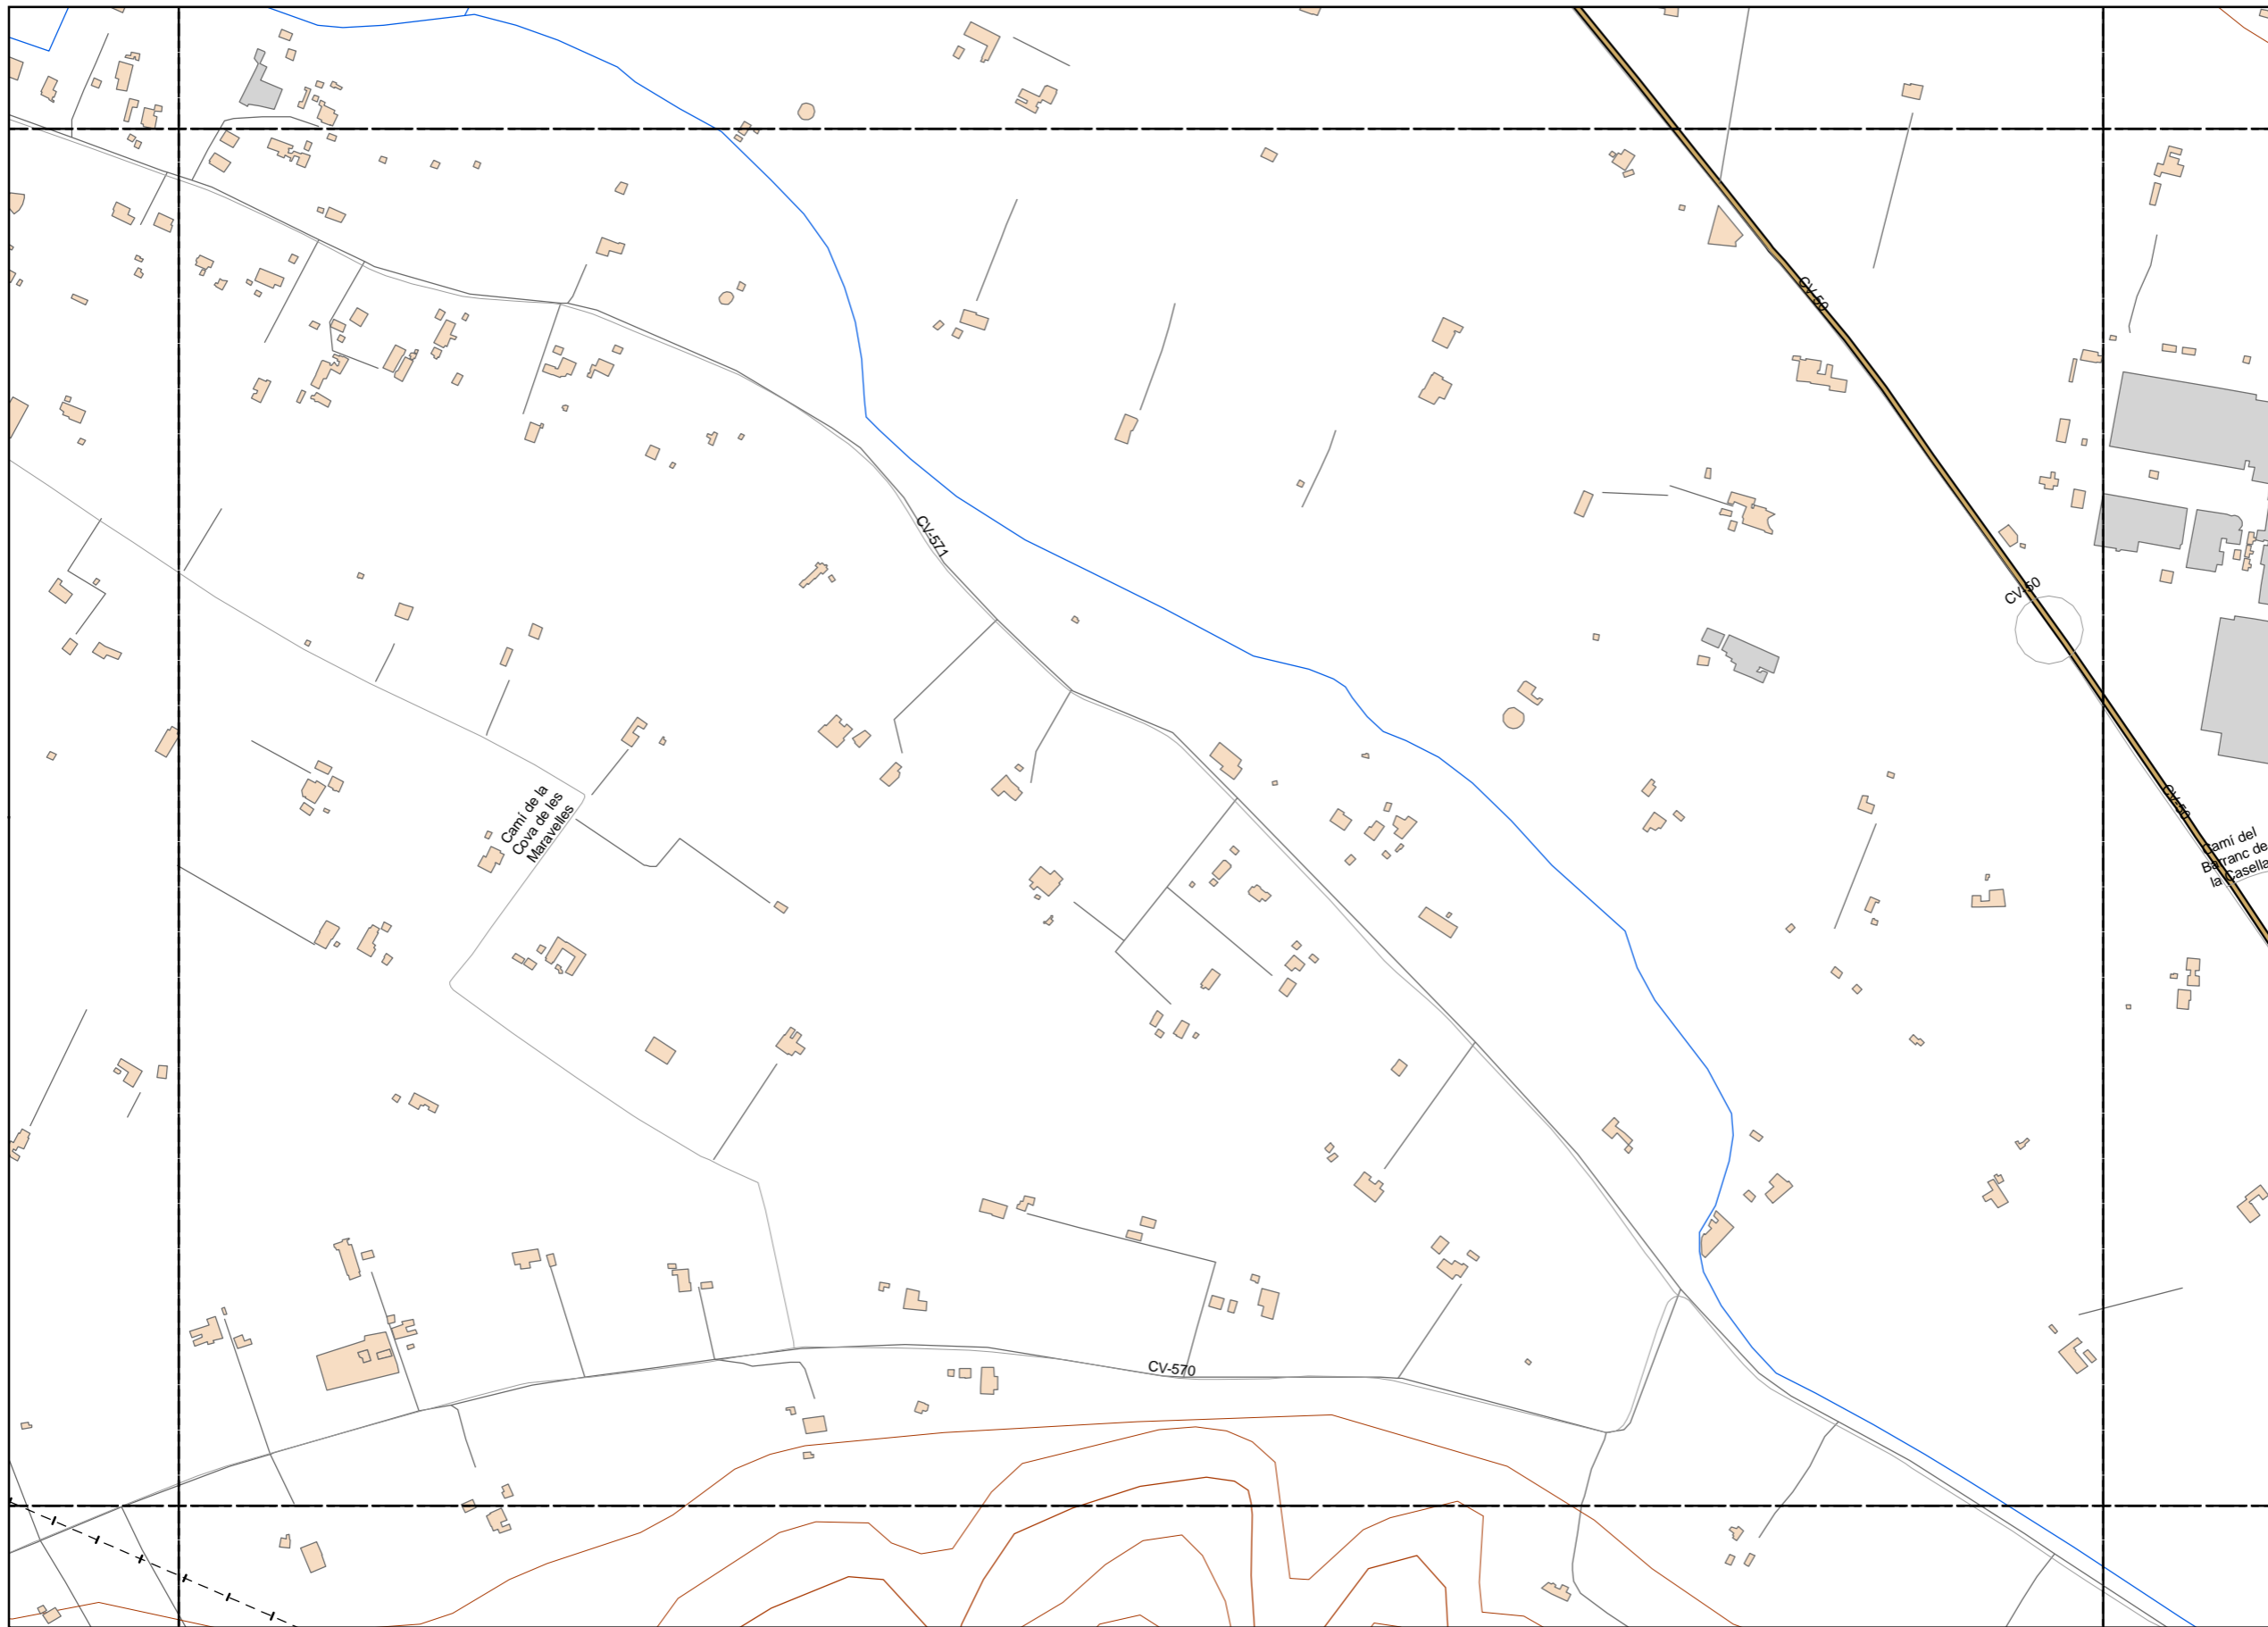 CV-50
CV-571
CV-50
Camí de la
Cova de les
Maravelles
CV-50
Camí del
Barranc de
la Casella
CV-570